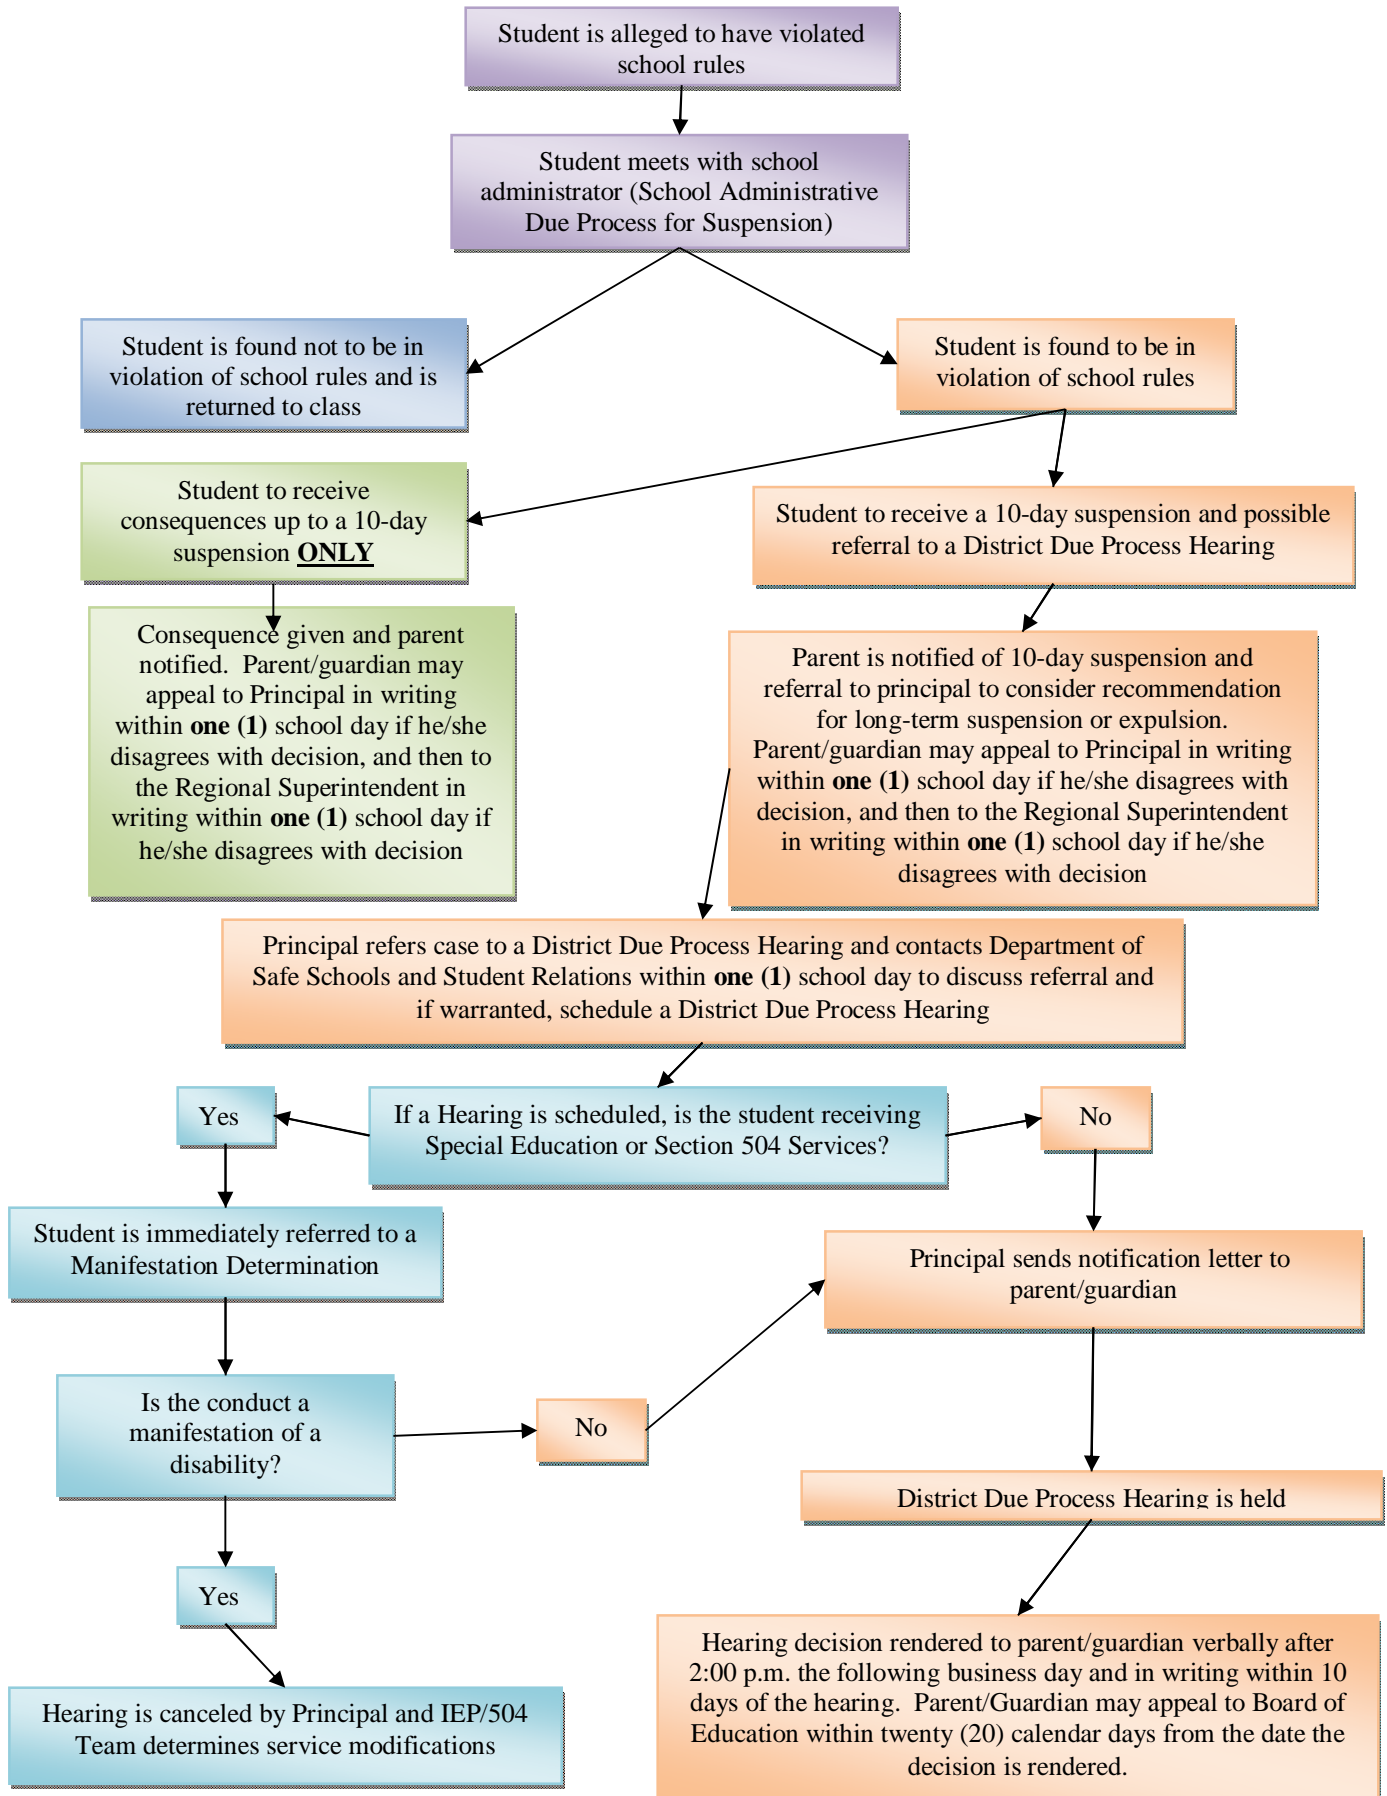 Student is alleged to have violated
school rules
Student meets with school
administrator (School Administrative
Due Process for Suspension)
Student is found not to be in
violation of school rules and is
returned to class
Student is found to be in
violation of school rules
Student to receive
consequences up to a 10-day
suspension ONLY
Student to receive a 10-day suspension and possible
referral to a District Due Process Hearing
Consequence given and parent
notified.  Parent/guardian may
appeal to Principal in writing
within one (1) school day if he/she
disagrees with decision, and then to
the Regional Superintendent in
writing within one (1) school day if
he/she disagrees with decision
Parent is notified of 10-day suspension and
referral to principal to consider recommendation
for long-term suspension or expulsion.
Parent/guardian may appeal to Principal in writing
within one (1) school day if he/she disagrees with
decision, and then to the Regional Superintendent
in writing within one (1) school day if he/she
disagrees with decision
Principal refers case to a District Due Process Hearing and contacts Department of
Safe Schools and Student Relations within one (1) school day to discuss referral and
if warranted, schedule a District Due Process Hearing
Yes
If a Hearing is scheduled, is the student receiving
Special Education or Section 504 Services?
No
Student is immediately referred to a
Manifestation Determination
Principal sends notification letter to
parent/guardian
Is the conduct a
manifestation of a
disability?
No
District Due Process Hearing is held
Yes
Hearing is canceled by Principal and IEP/504
Team determines service modifications
Hearing decision rendered to parent/guardian verbally after
2:00 p.m. the following business day and in writing within 10
days of the hearing.  Parent/Guardian may appeal to Board of
Education within twenty (20) calendar days from the date the
decision is rendered.